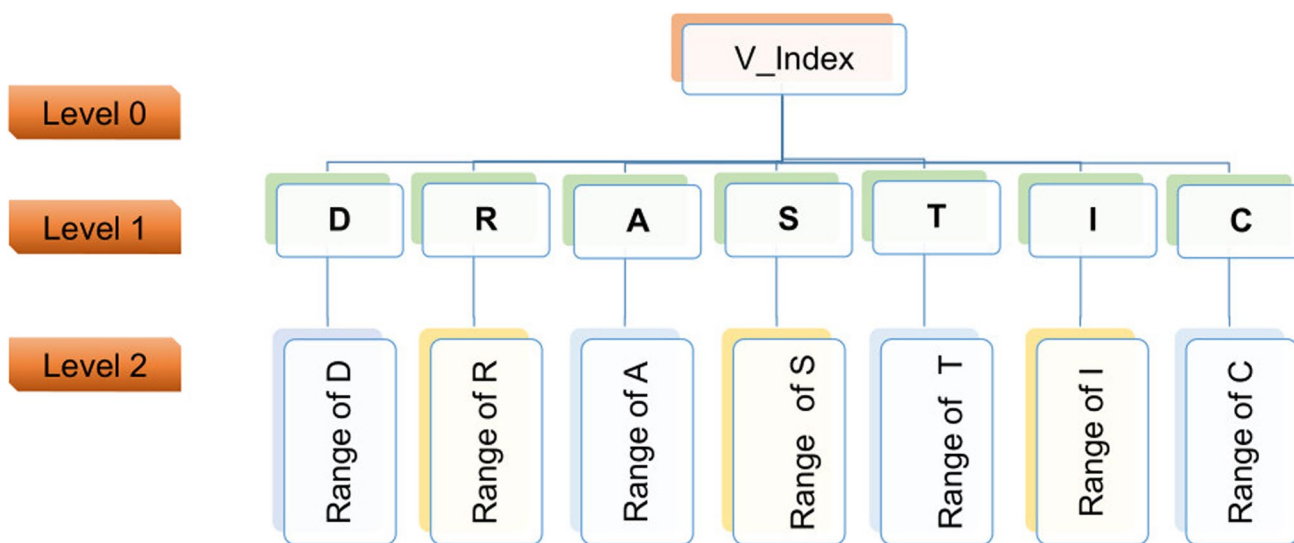 V_Index
Level 0
Level 1
D
R
A
S
T
I
C
Level 2
Range of D
Range of R
Range of A
Range of S
Range of T
Range of I
Range of C